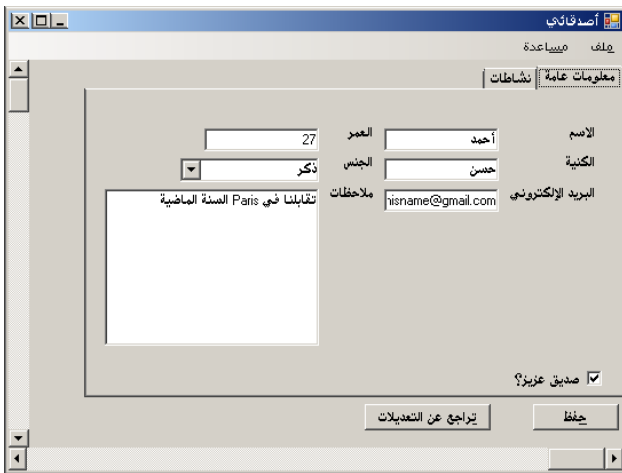 أصدقائي
ملف مساعدة
معلومات عامة نشاطات
الاسم أحمد العمر 27
الكنية حسن الجنس ذكر
البريد الإلكتروني hisname@gmail.com ملاحظات تقابلنا في Paris السنة الماضية
صديق عزيز؟
حفظ تراجع عن التعديلات